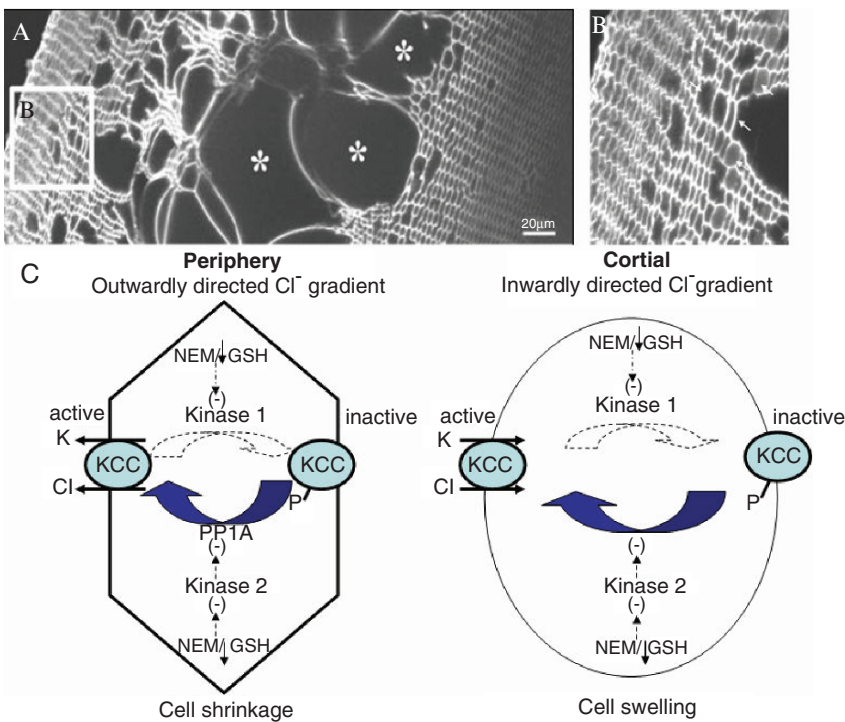 A
B
B
*
*
*
20μm
C
Periphery
Outwardly directed Cl⁻ gradient
NEM/↓GSH
(-)
Kinase 1
active
inactive
K
KCC
KCC
Cl
P
PP1A
(-)
Kinase 2
(-)
NEM/↓GSH
Cell shrinkage
Cortial
Inwardly directed Cl⁻gradient
NEM/↓GSH
(-)
Kinase 1
active
inactive
K
KCC
KCC
Cl
P
(-)
Kinase 2
(-)
NEM/↓GSH
Cell swelling